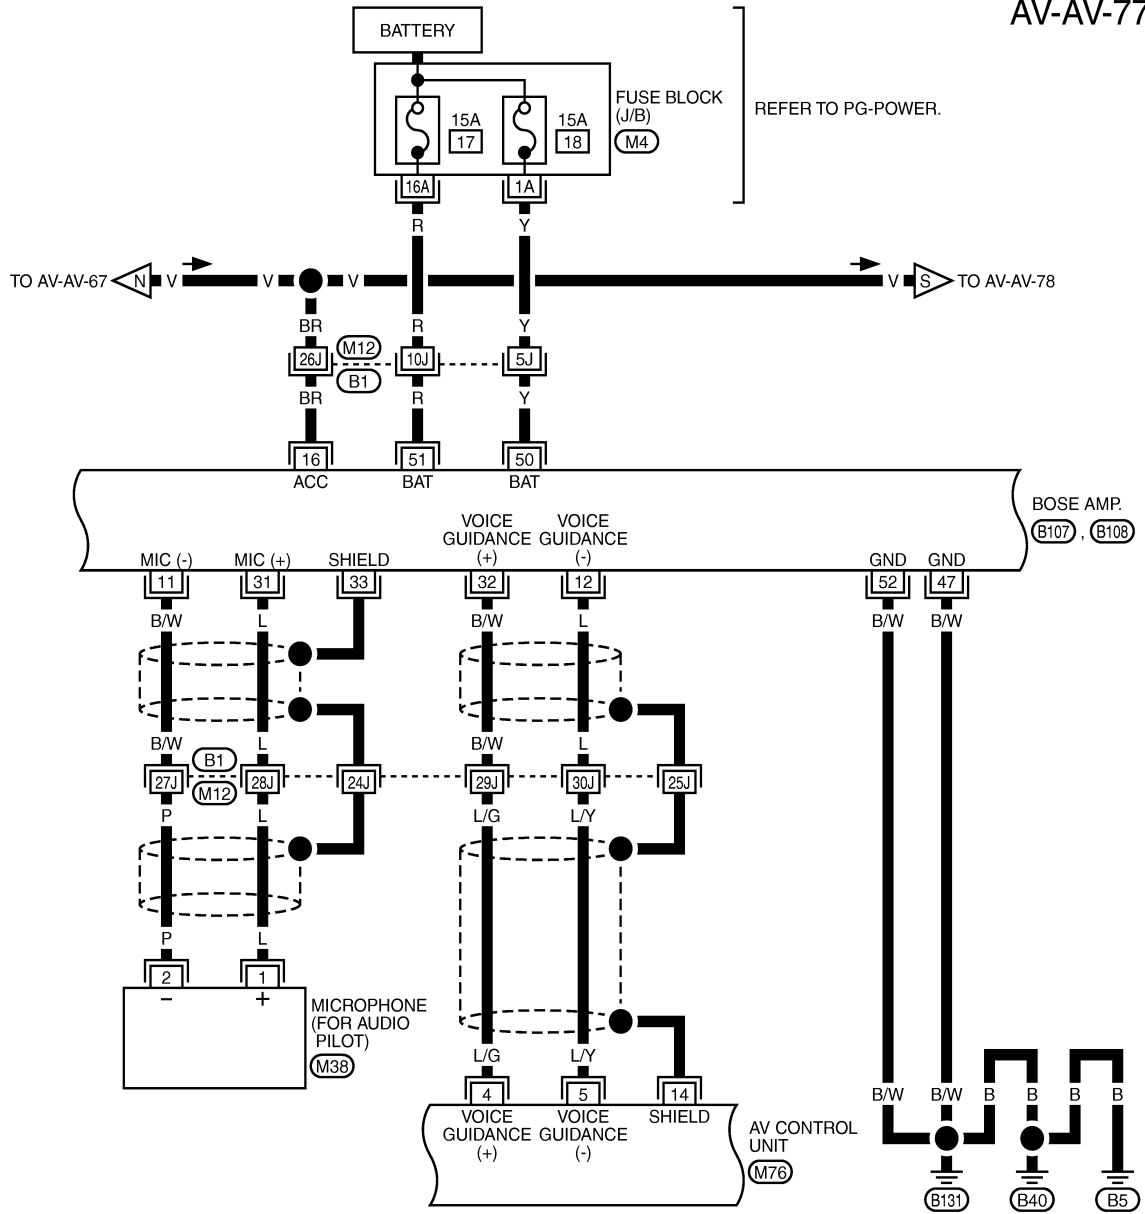 AV-AV-77
BATTERY
FUSE BLOCK
(J/B)
M4
REFER TO PG-POWER.
15A 15A
17 18
16A 1A
R Y
TO AV-AV-67 N V V V V S TO AV-AV-78
BR R Y
M12
26J 10J 5J
B1
BR R Y
16 51 50
ACC BAT BAT
BOSE AMP.
B107 , B108
VOICE GUIDANCE (+)
VOICE GUIDANCE (-)
MIC (-) MIC (+) SHIELD GND GND
11 31 33 32 12 52 47
B/W L B/W L B/W B/W
B/W L B/W L
B1
27J 28J 24J 29J 30J 25J
M12
P L L/G L/Y
P L
2 1
− +
MICROPHONE
(FOR AUDIO
PILOT)
M38
L/G L/Y
4 5 14
VOICE GUIDANCE (+)
VOICE GUIDANCE (-)
SHIELD
AV CONTROL
UNIT
M76
B/W B/W B B B B
B131 B40 B5